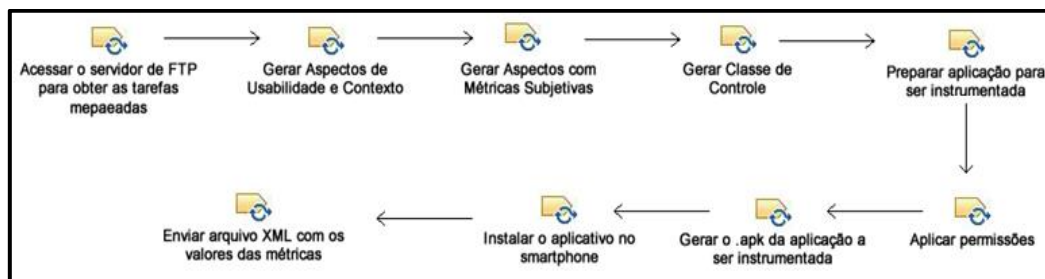 Acessar o servidor de FTP
para obter as tarefas
mepaeadas
Gerar Aspectos de
Usabilidade e Contexto
Gerar Aspectos com
Métricas Subjetivas
Gerar Classe de
Controle
Preparar aplicação para
ser instrumentada
Aplicar permissões
Gerar o .apk da aplicação a
ser instrumentada
Instalar o aplicativo no
smartphone
Enviar arquivo XML com os
valores das métricas